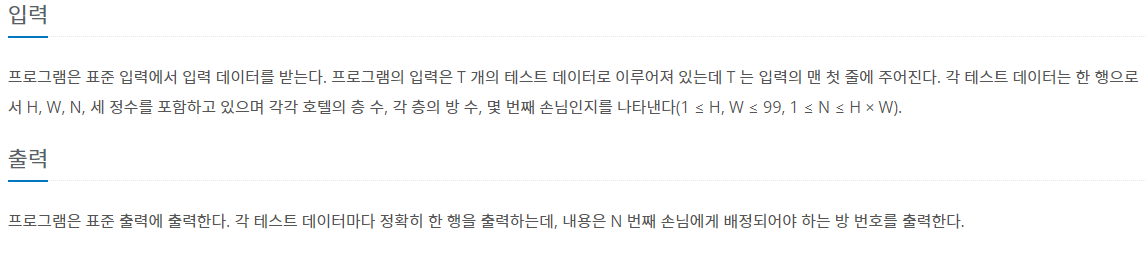 입력
프로그램은 표준 입력에서 입력 데이터를 받는다. 프로그램의 입력은 T 개의 테스트 데이터로 이루어져 있는데 T 는 입력의 맨 첫 줄에 주어진다. 각 테스트 데이터는 한 행으로
서 H, W, N, 세 정수를 포함하고 있으며 각각 호텔의 층 수, 각 층의 방 수, 몇 번째 손님인지를 나타낸다(1 ≤ H, W ≤ 99, 1 ≤ N ≤ H × W).
출력
프로그램은 표준 출력에 출력한다. 각 테스트 데이터마다 정확히 한 행을 출력하는데, 내용은 N 번째 손님에게 배정되어야 하는 방 번호를 출력한다.